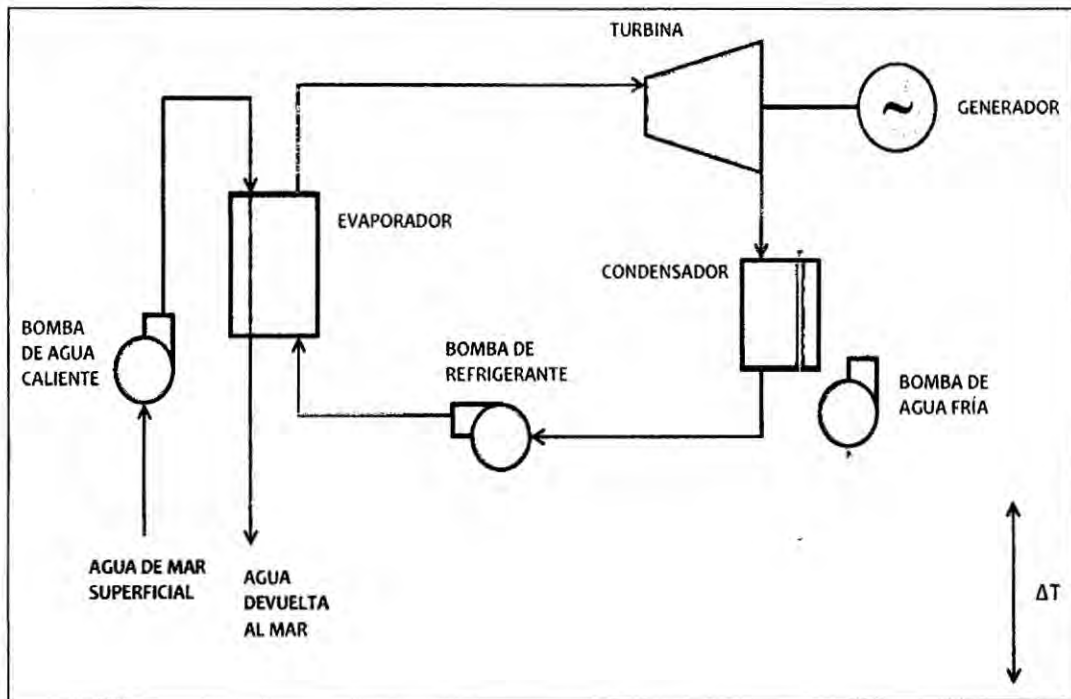 TURBINA
GENERADOR
~
EVAPORADOR
CONDENSADOR
BOMBA
DE AGUA
CALIENTE
BOMBA DE
REFRIGERANTE
BOMBA DE
AGUA FRÍA
AGUA DE MAR
SUPERFICIAL
AGUA
DEVUELTA
AL MAR
ΔT